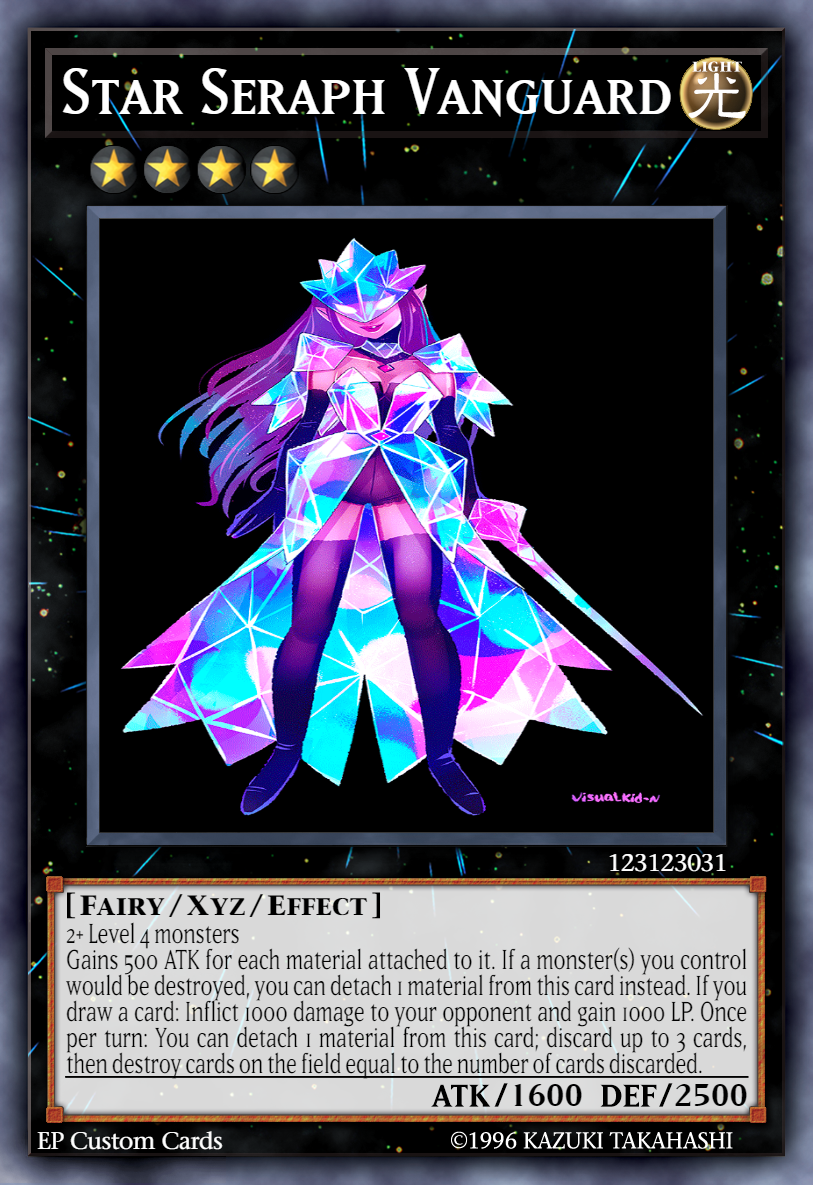 Star Seraph Vanguard
LIGHT
光
visualkid-n
123123031
[ Fairy / Xyz / Effect ]
2+ Level 4 monsters
Gains 500 ATK for each material attached to it. If a monster(s) you control
would be destroyed, you can detach 1 material from this card instead. If you
draw a card: Inflict 1000 damage to your opponent and gain 1000 LP. Once
per turn: You can detach 1 material from this card; discard up to 3 cards,
then destroy cards on the field equal to the number of cards discarded.
ATK/1600 DEF/2500
EP Custom Cards ©1996 KAZUKI TAKAHASHI